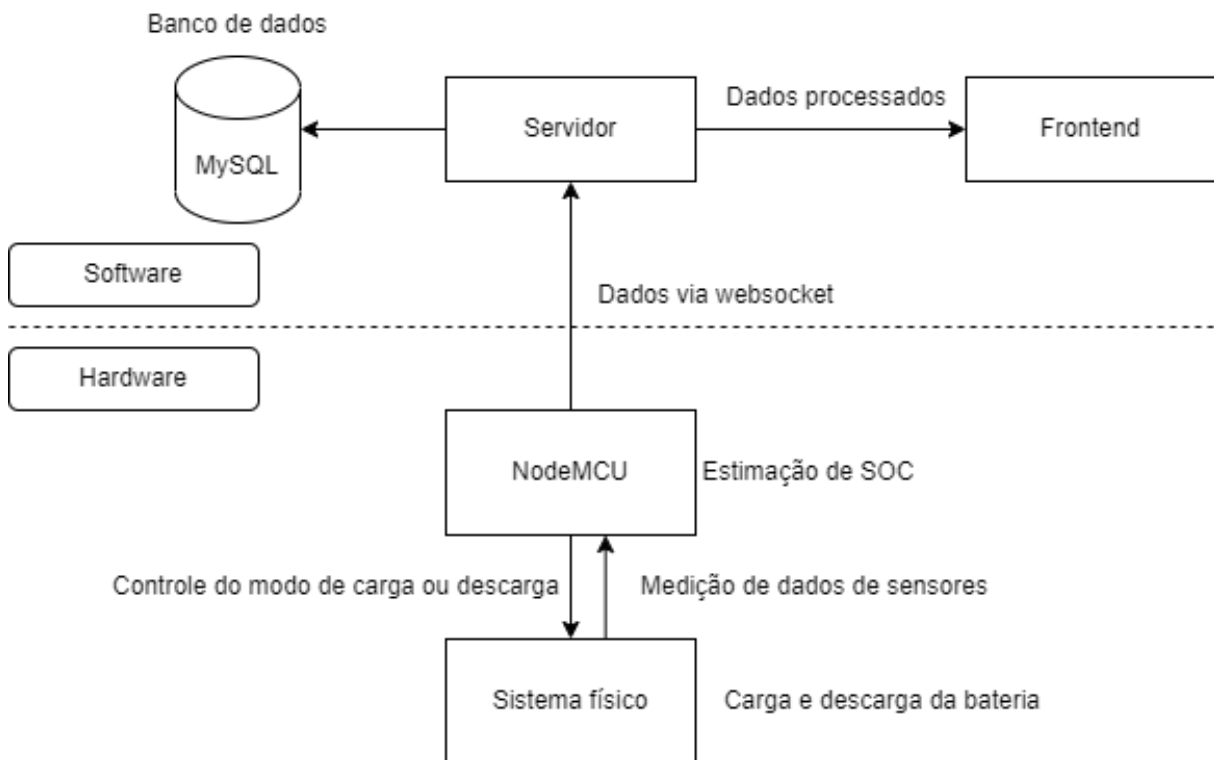 Banco de dados
MySQL
Servidor
Dados processados
Frontend
Software
Dados via websocket
Hardware
NodeMCU
Estimação de SOC
Controle do modo de carga ou descarga
Medição de dados de sensores
Sistema físico
Carga e descarga da bateria